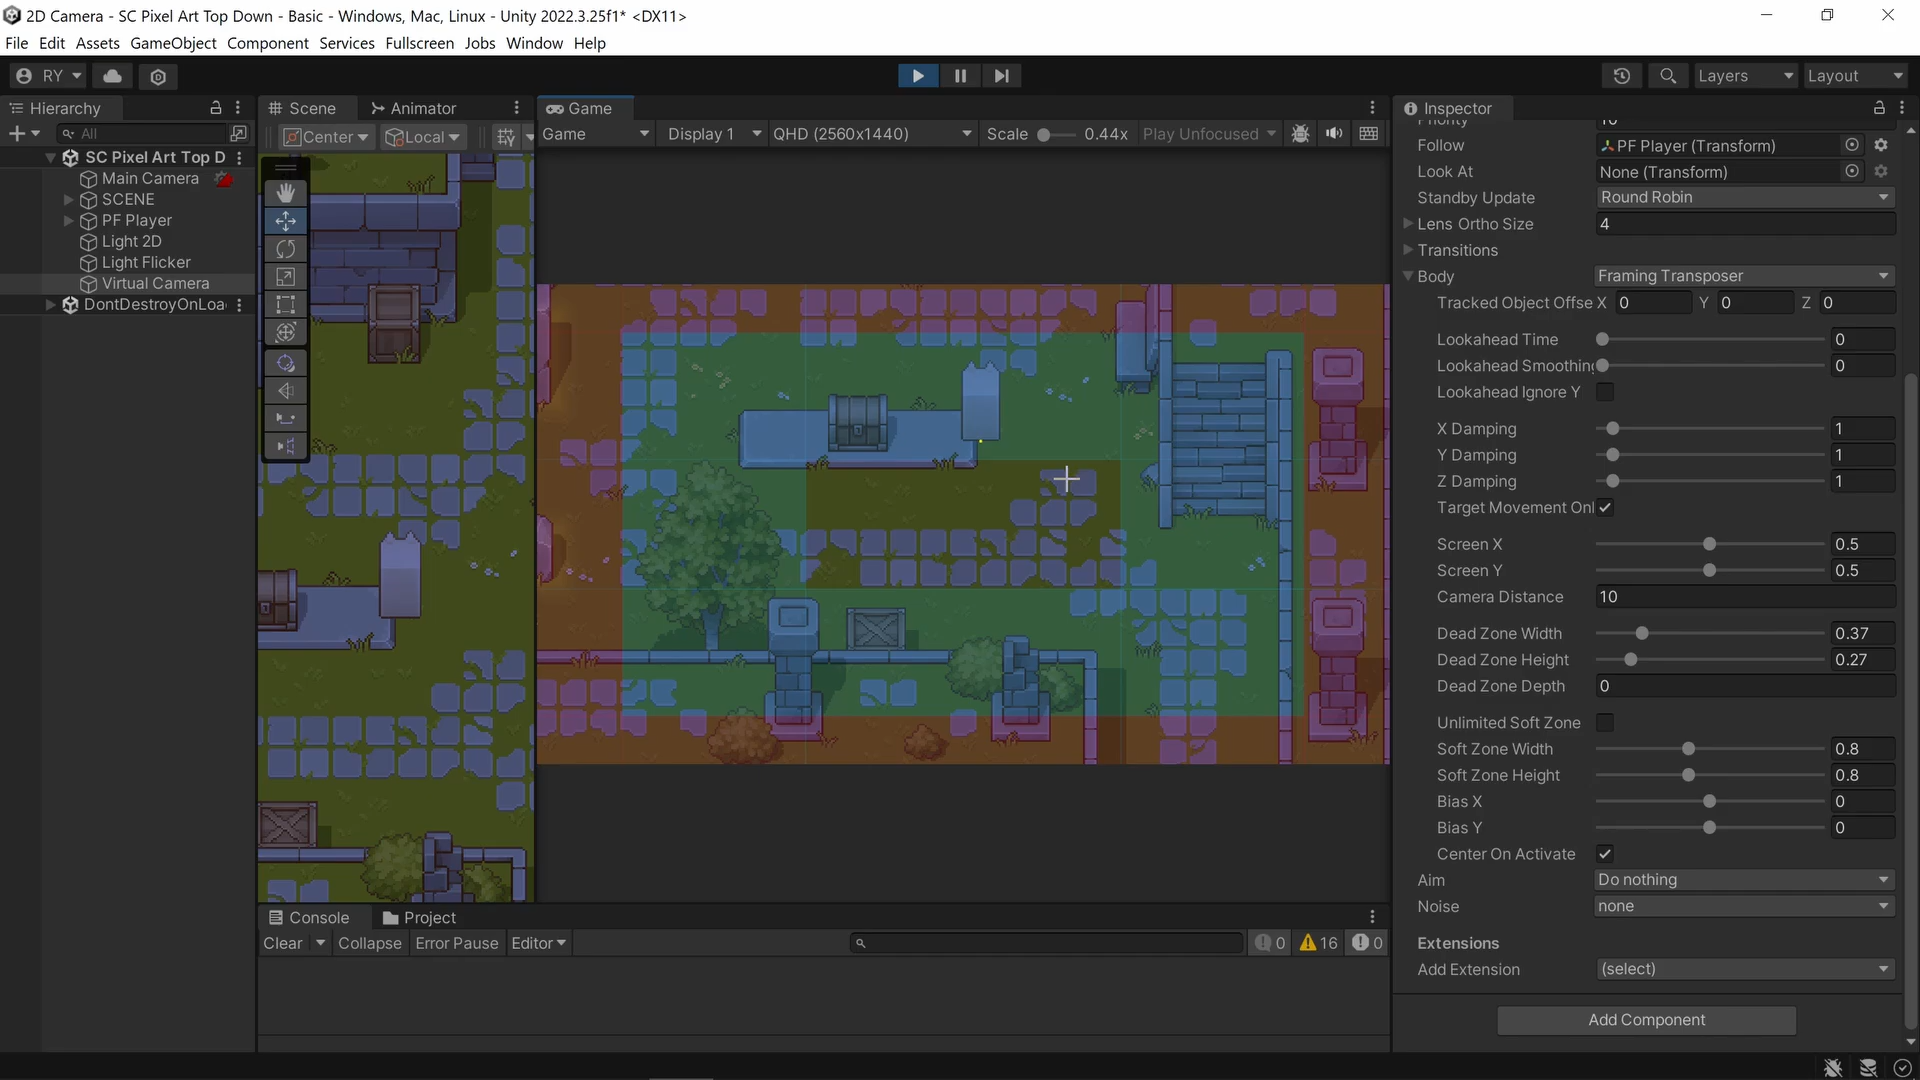 2D Camera - SC Pixel Art Top Down - Basic - Windows, Mac, Linux - Unity 2022.3.25f1* <DX11>
File Edit Assets GameObject Component Services Fullscreen Jobs Window Help
RY Layers Layout
Hierarchy Scene Animator Game Inspector
All Center Local Game Display 1 QHD (2560x1440) Scale 0.44x Play Unfocused
SC Pixel Art Top D
Main Camera
SCENE
PF Player
Light 2D
Light Flicker
Virtual Camera
DontDestroyOnLoa
Priority 10
Follow PF Player (Transform)
Look At None (Transform)
Standby Update Round Robin
Lens Ortho Size 4
Transitions
Body Framing Transposer
Tracked Object Offse X 0 Y 0 Z 0
Lookahead Time 0
Lookahead Smoothing 0
Lookahead Ignore Y
X Damping 1
Y Damping 1
Z Damping 1
Target Movement Onl
Screen X 0.5
Screen Y 0.5
Camera Distance 10
Dead Zone Width 0.37
Dead Zone Height 0.27
Dead Zone Depth 0
Unlimited Soft Zone
Soft Zone Width 0.8
Soft Zone Height 0.8
Bias X 0
Bias Y 0
Center On Activate
Aim Do nothing
Noise none
Extensions
Add Extension (select)
Add Component
Console Project
Clear Collapse Error Pause Editor 0 16 0